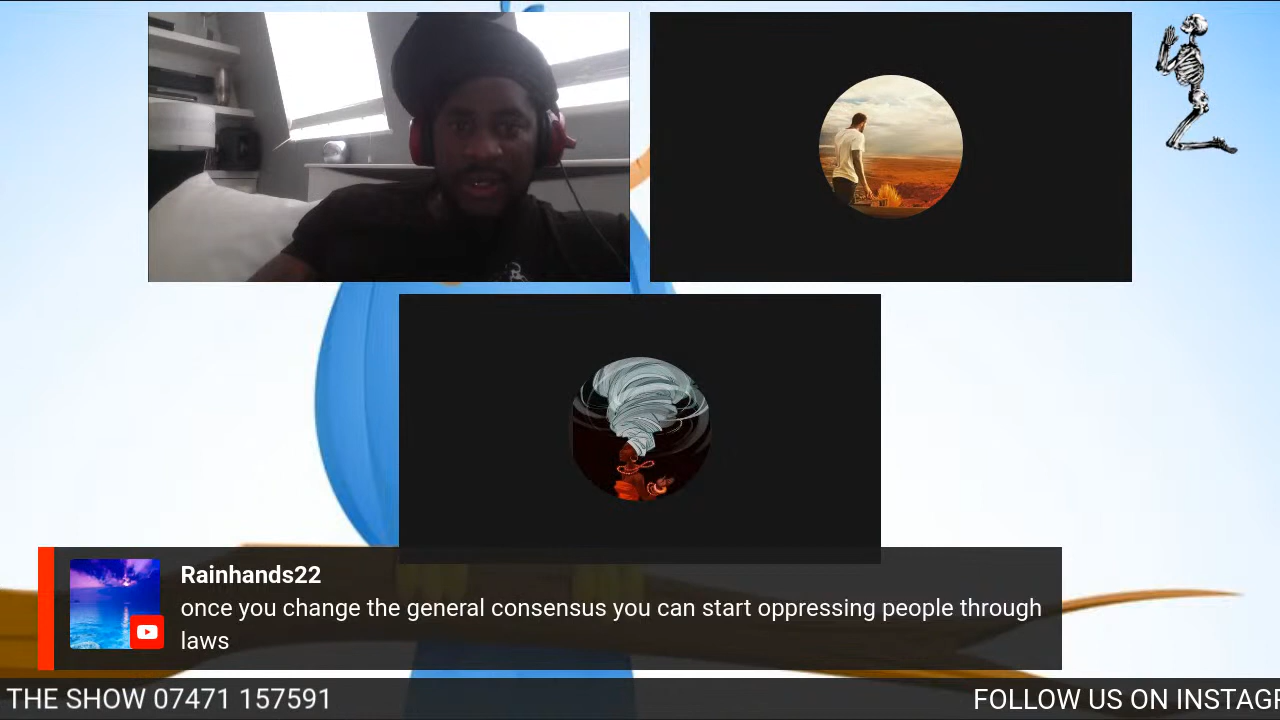 Rainhands22
once you change the general consensus you can start oppressing people through
laws
THE SHOW 07471 157591
FOLLOW US ON